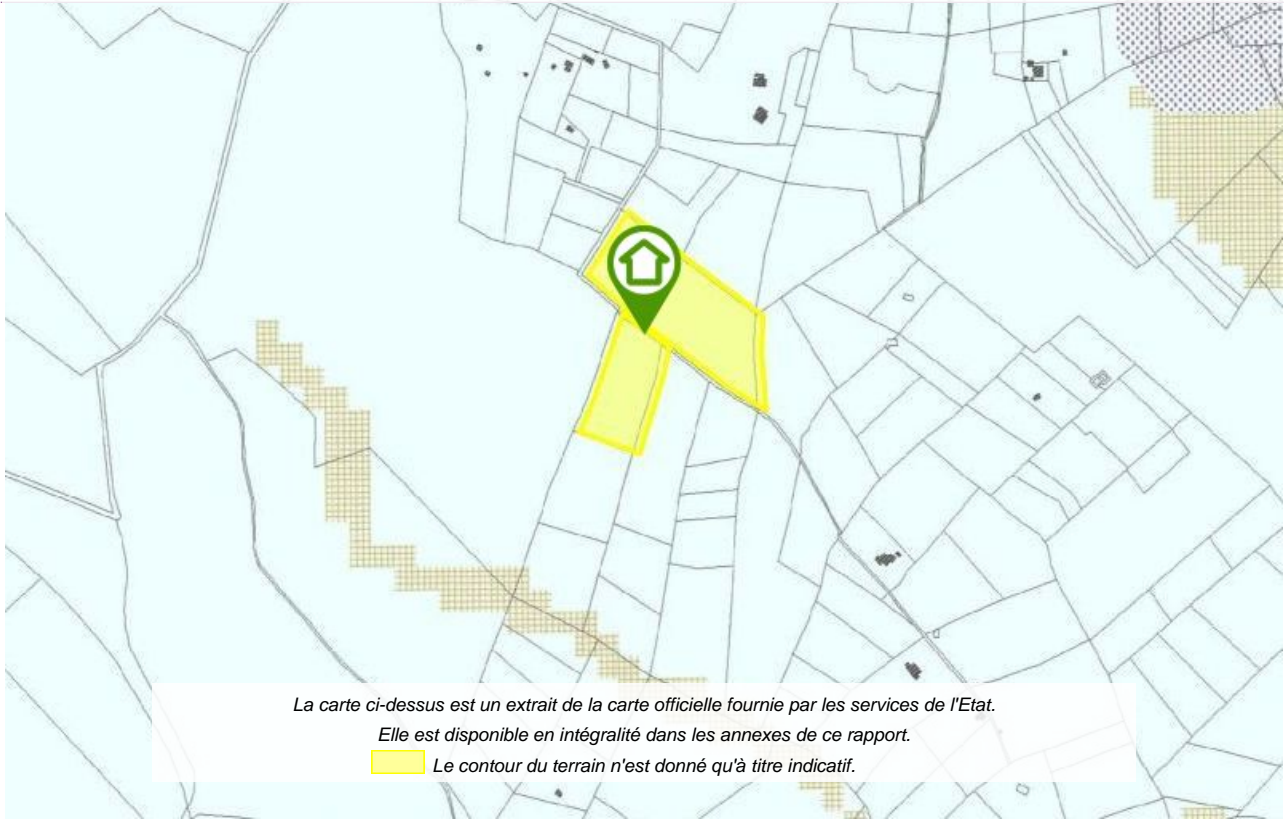 La carte ci-dessus est un extrait de la carte officielle fournie par les services de l'Etat.
Elle est disponible en intégralité dans les annexes de ce rapport.
Le contour du terrain n'est donné qu'à titre indicatif.